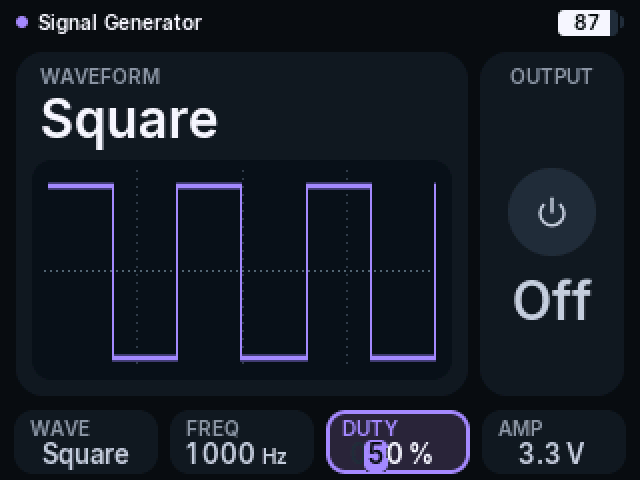 Signal Generator
87
WAVEFORM
Square
OUTPUT
Off
WAVE
Square
FREQ
1000 Hz
DUTY
50 %
AMP
3.3 V